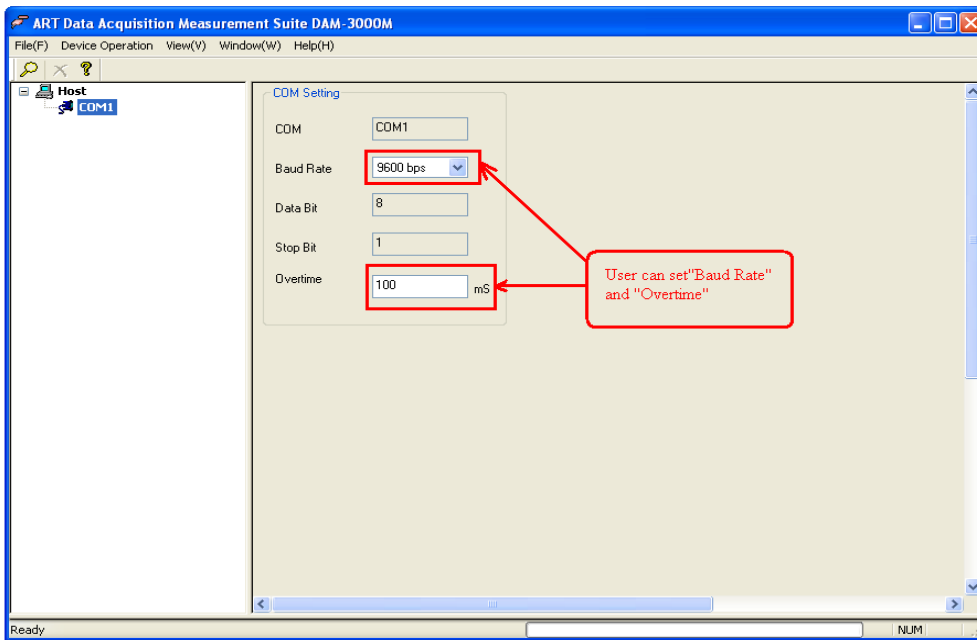 ART Data Acquisition Measurement Suite DAM-3000M
File(F) Device Operation View(V) Window(W) Help(H)
Host
COM1
COM Setting
COM COM1
Baud Rate 9600 bps
Data Bit 8
Stop Bit 1
Overtime 100 mS
User can set"Baud Rate"
and "Overtime"
Ready NUM